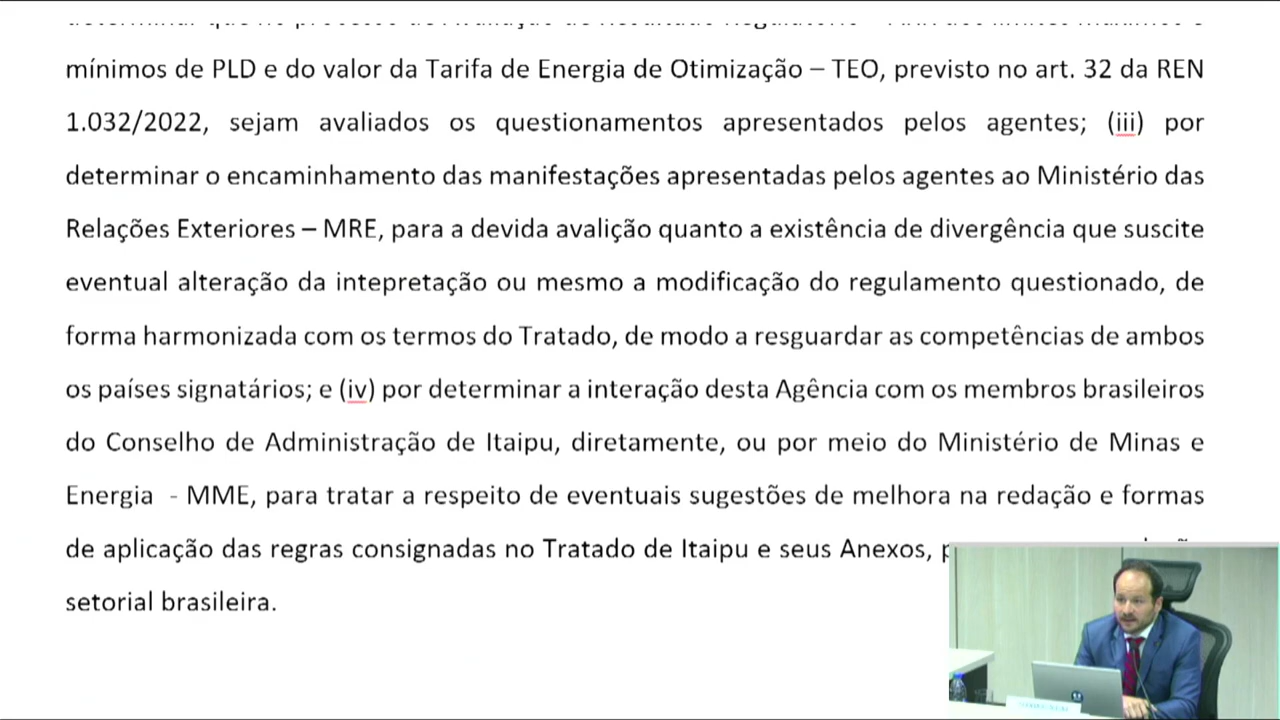 mínimos de PLD e do valor da Tarifa de Energia de Otimização – TEO, previsto no art. 32 da REN
1.032/2022, sejam avaliados os questionamentos apresentados pelos agentes; (iii) por
determinar o encaminhamento das manifestações apresentadas pelos agentes ao Ministério das
Relações Exteriores – MRE, para a devida avalição quanto a existência de divergência que suscite
eventual alteração da intepretação ou mesmo a modificação do regulamento questionado, de
forma harmonizada com os termos do Tratado, de modo a resguardar as competências de ambos
os países signatários; e (iv) por determinar a interação desta Agência com os membros brasileiros
do Conselho de Administração de Itaipu, diretamente, ou por meio do Ministério de Minas e
Energia - MME, para tratar a respeito de eventuais sugestões de melhora na redação e formas
de aplicação das regras consignadas no Tratado de Itaipu e seus Anexos,
setorial brasileira.